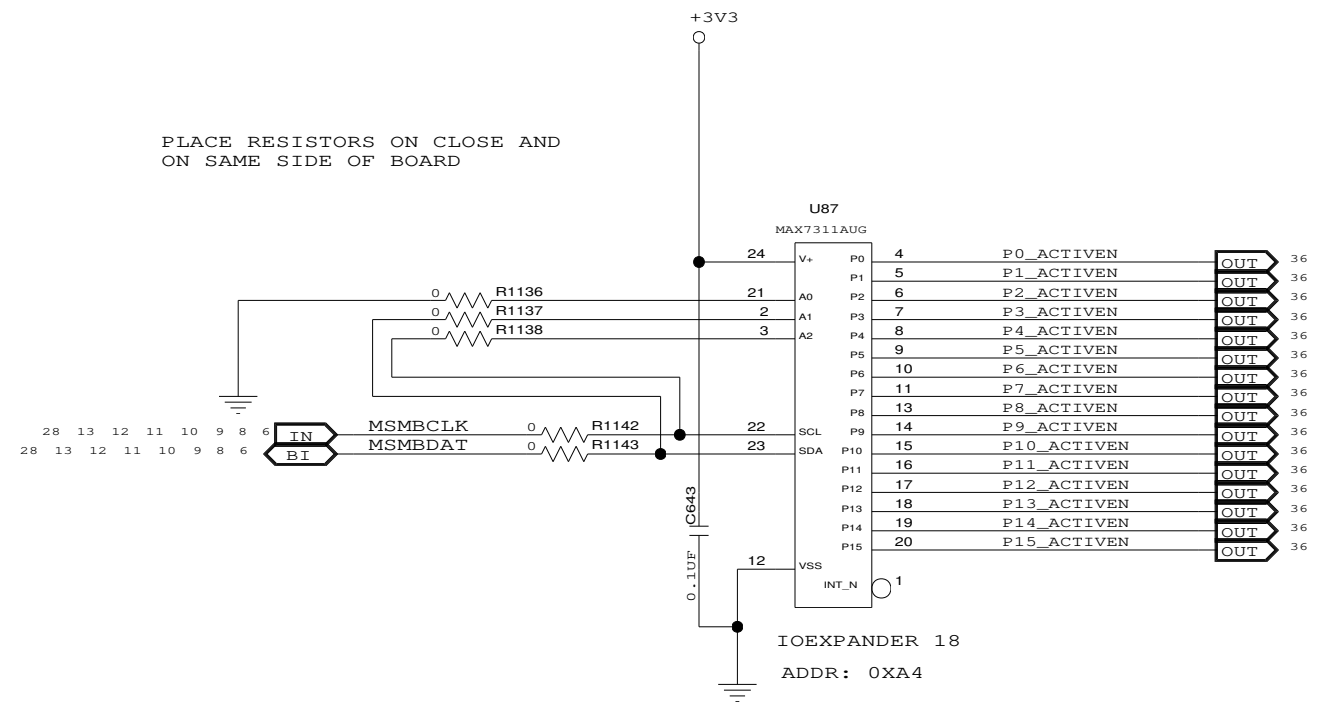 +3V3
PLACE RESISTORS ON CLOSE AND
ON SAME SIDE OF BOARD
U87
MAX7311AUG
24 V+ P0 4 P0_ACTIVEN OUT 36
P1 5 P1_ACTIVEN OUT 36
0 R1136 21 A0 P2 6 P2_ACTIVEN OUT 36
0 R1137 2 A1 P3 7 P3_ACTIVEN OUT 36
0 R1138 3 A2 P4 8 P4_ACTIVEN OUT 36
P5 9 P5_ACTIVEN OUT 36
P6 10 P6_ACTIVEN OUT 36
P7 11 P7_ACTIVEN OUT 36
P8 13 P8_ACTIVEN OUT 36
28 13 12 11 10 9 8 6 IN MSMBCLK 0 R1142 22 SCL P9 14 P9_ACTIVEN OUT 36
28 13 12 11 10 9 8 6 BI MSMBDAT 0 R1143 23 SDA P10 15 P10_ACTIVEN OUT 36
P11 16 P11_ACTIVEN OUT 36
P12 17 P12_ACTIVEN OUT 36
C643 P13 18 P13_ACTIVEN OUT 36
P14 19 P14_ACTIVEN OUT 36
P15 20 P15_ACTIVEN OUT 36
0.1UF 12 VSS
INT_N 1
IOEXPANDER 18
ADDR: 0XA4